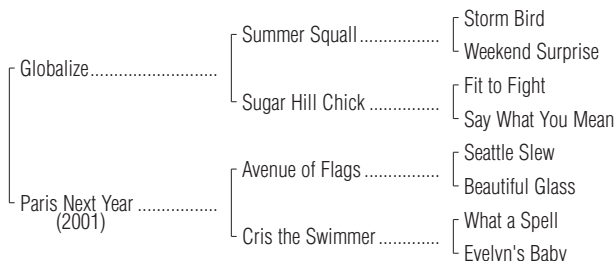 Storm Bird
Summer Squall.................
Weekend Surprise
Globalize...........................
Fit to Fight
Sugar Hill Chick ...............
Say What You Mean
Seattle Slew
Avenue of Flags ................
Beautiful Glass
Paris Next Year .................
(2001)
What a Spell
Cris the Swimmer.............
Evelyn's Baby